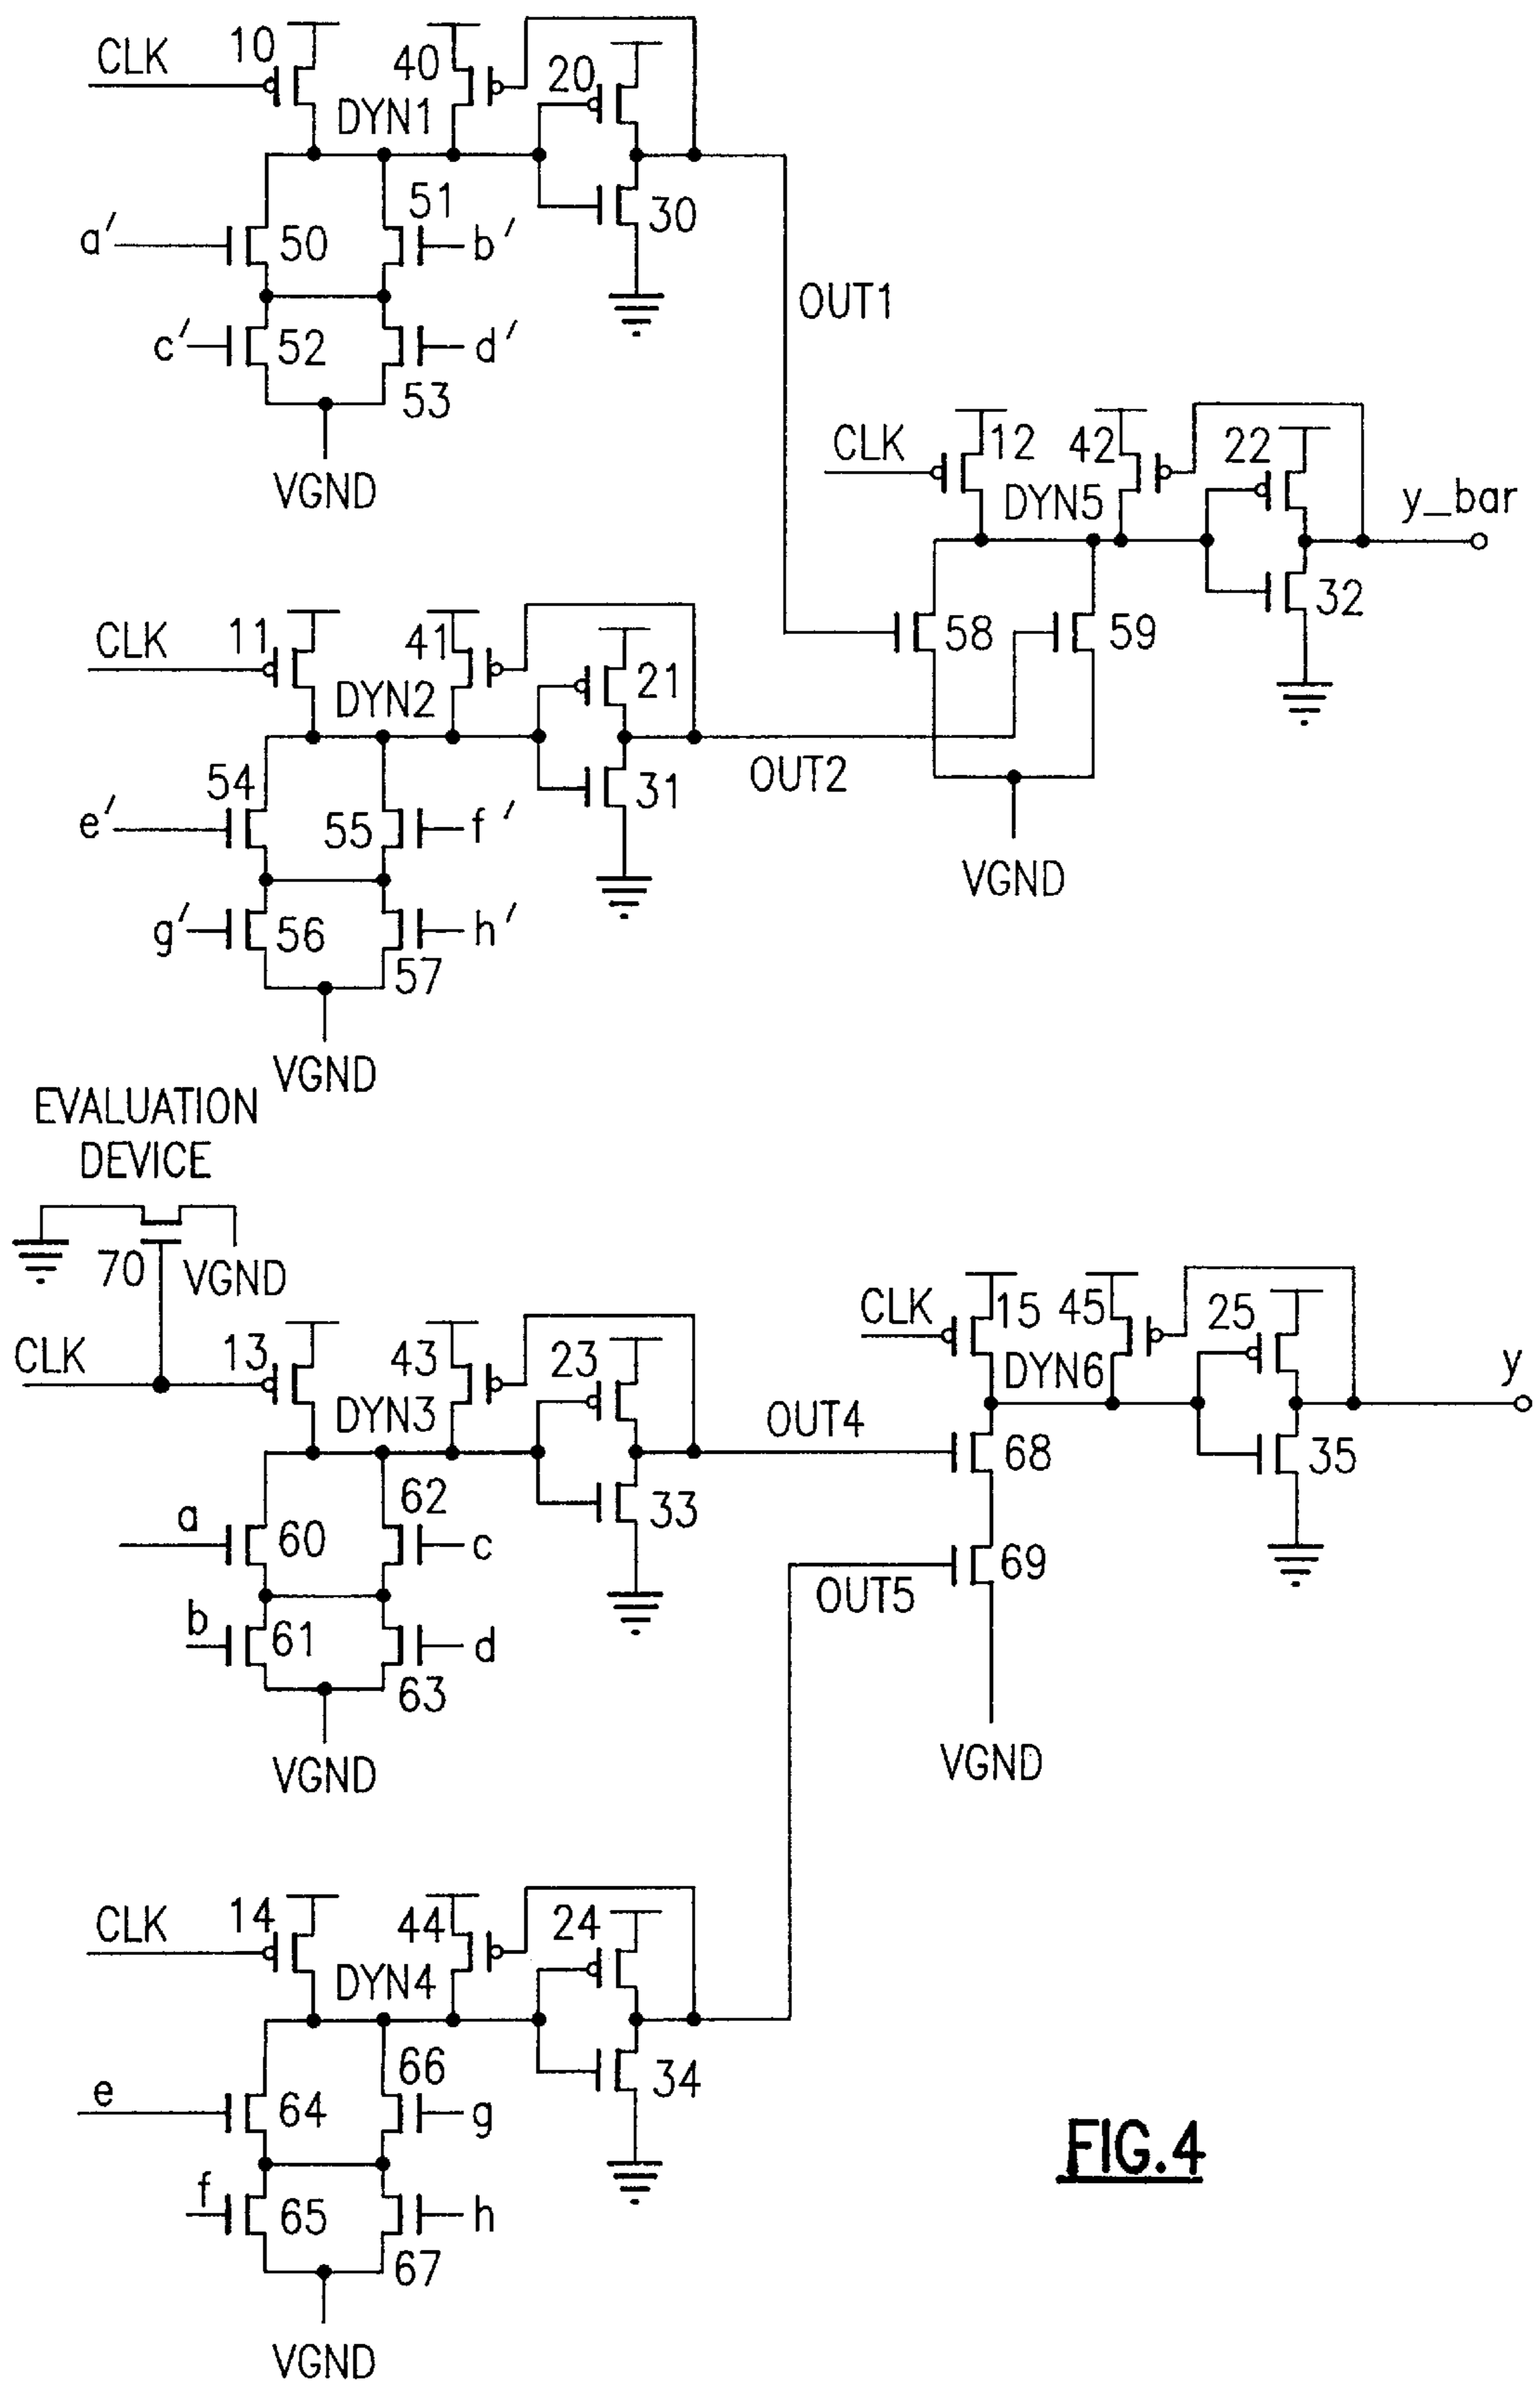 10
40
20
CLK
DYN1
51
30
a′
50
b′
OUT1
c′
52
d′
53
VGND
CLK
12
42
22
DYN5
y_bar
32
58
59
VGND
CLK
11
41
21
DYN2
OUT2
54
31
e′
55
f′
g′
56
h′
57
VGND
EVALUATION
DEVICE
70
VGND
CLK
13
43
23
DYN3
OUT4
62
33
a
60
c
b
61
d
63
VGND
CLK
15
45
25
DYN6
y
68
35
69
OUT5
VGND
CLK
14
44
24
DYN4
66
34
e
64
g
f
65
h
67
VGND
FIG.4